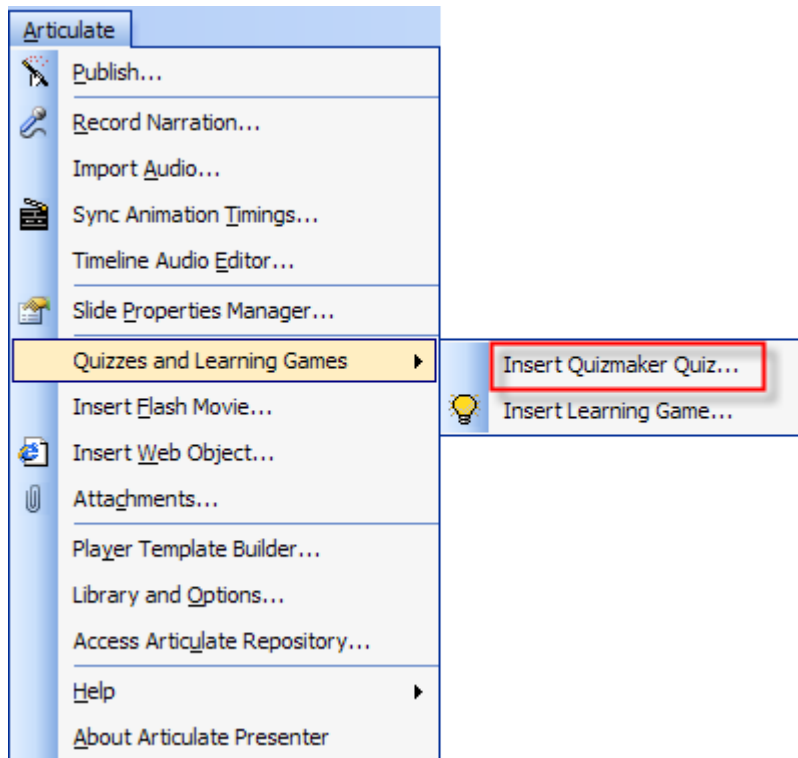 Articulate
Publish...
Record Narration...
Import Audio...
Sync Animation Timings...
Timeline Audio Editor...
Slide Properties Manager...
Quizzes and Learning Games
Insert Quizmaker Quiz...
Insert Learning Game...
Insert Flash Movie...
Insert Web Object...
Attachments...
Player Template Builder...
Library and Options...
Access Articulate Repository...
Help
About Articulate Presenter